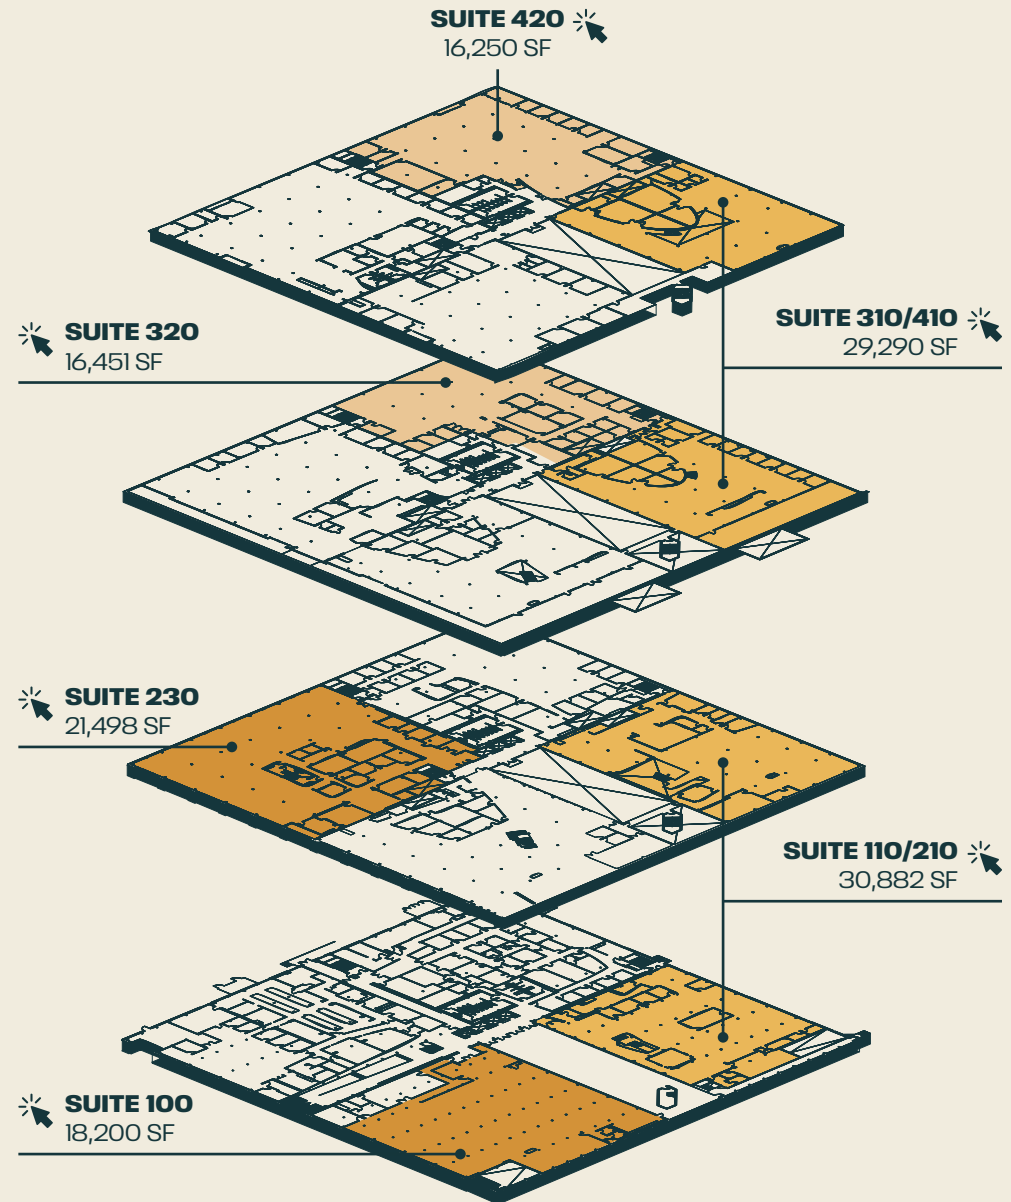 SUITE 420
16,250 SF
SUITE 320
16,451 SF
SUITE 310/410
29,290 SF
SUITE 230
21,498 SF
SUITE 110/210
30,882 SF
SUITE 100
18,200 SF